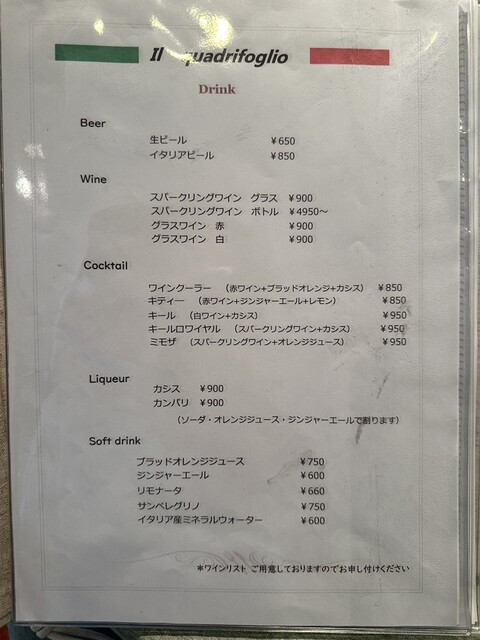 Il quadrifoglio
Drink
Beer
生ビール ¥650
イタリアビール ¥850
Wine
スパークリングワイン グラス ¥900
スパークリングワイン ボトル ¥4950～
グラスワイン 赤 ¥900
グラスワイン 白 ¥900
Cocktail
ワインクーラー （赤ワイン+ブラッドオレンジ+カシス） ¥850
キティー （赤ワイン+ジンジャーエール+レモン） ¥850
キール （白ワイン+カシス） ¥950
キールロワイヤル （スパークリングワイン+カシス） ¥950
ミモザ （スパークリングワイン+オレンジジュース） ¥950
Liqueur
カシス ¥900
カンパリ ¥900
（ソーダ・オレンジジュース・ジンジャーエールで割ります）
Soft drink
ブラッドオレンジジュース ¥750
ジンジャーエール ¥600
リモナータ ¥660
サンペレグリノ ¥750
イタリア産ミネラルウォーター ¥600
＊ワインリスト ご用意しておりますのでお申し付けください